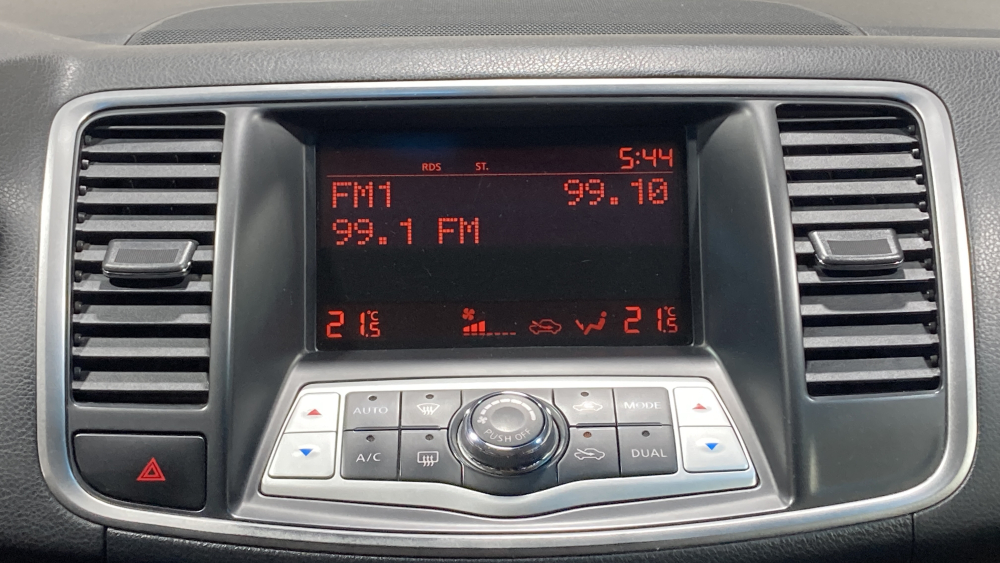 RDS ST. 5:44
FM1 99.10
99.1 FM
21.5°C 21.5°C
AUTO MODE
PUSH OFF
A/C DUAL